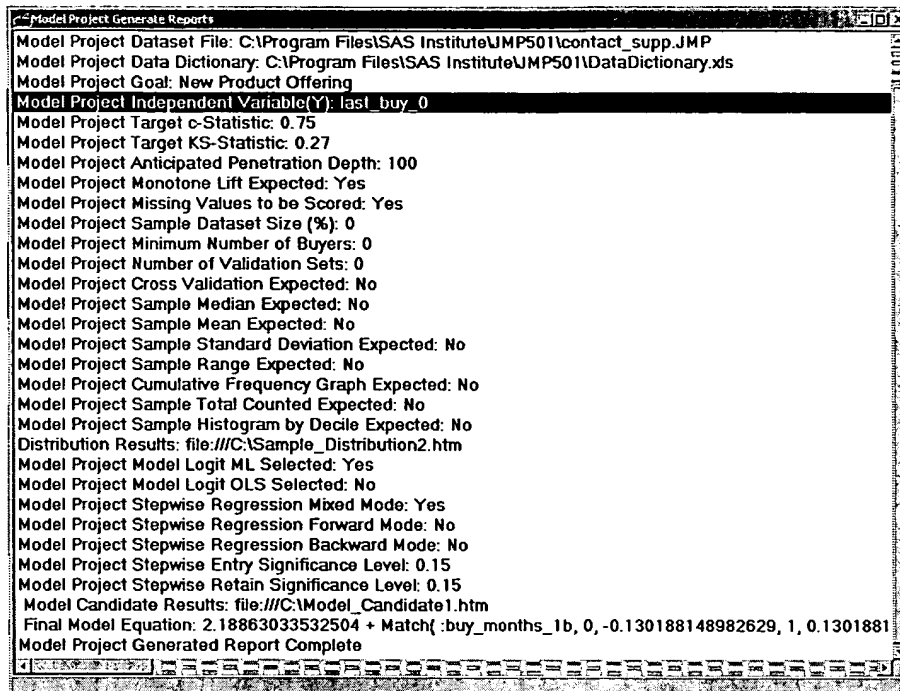 Model Project Generate Reports
Model Project Dataset File: C:\Program Files\SAS Institute\JMP501\contact_supp.JMP
Model Project Data Dictionary: C:\Program Files\SAS Institute\JMP501\DataDictionary.xls
Model Project Goal: New Product Offering
Model Project Independent Variable(Y): last_buy_0
Model Project Target c-Statistic: 0.75
Model Project Target KS-Statistic: 0.27
Model Project Anticipated Penetration Depth: 100
Model Project Monotone Lift Expected: Yes
Model Project Missing Values to be Scored: Yes
Model Project Sample Dataset Size (%): 0
Model Project Minimum Number of Buyers: 0
Model Project Number of Validation Sets: 0
Model Project Cross Validation Expected: No
Model Project Sample Median Expected: No
Model Project Sample Mean Expected: No
Model Project Sample Standard Deviation Expected: No
Model Project Sample Range Expected: No
Model Project Cumulative Frequency Graph Expected: No
Model Project Sample Total Counted Expected: No
Model Project Sample Histogram by Decile Expected: No
Distribution Results: file:///C:\Sample_Distribution2.htm
Model Project Model Logit ML Selected: Yes
Model Project Model Logit OLS Selected: No
Model Project Stepwise Regression Mixed Mode: Yes
Model Project Stepwise Regression Forward Mode: No
Model Project Stepwise Regression Backward Mode: No
Model Project Stepwise Entry Significance Level: 0.15
Model Project Stepwise Retain Significance Level: 0.15
Model Candidate Results: file:///C:\Model_Candidate1.htm
Final Model Equation: 2.18863033532504 + Match( :buy_months_1b, 0, -0.130188148982629, 1, 0.1301881
Model Project Generated Report Complete